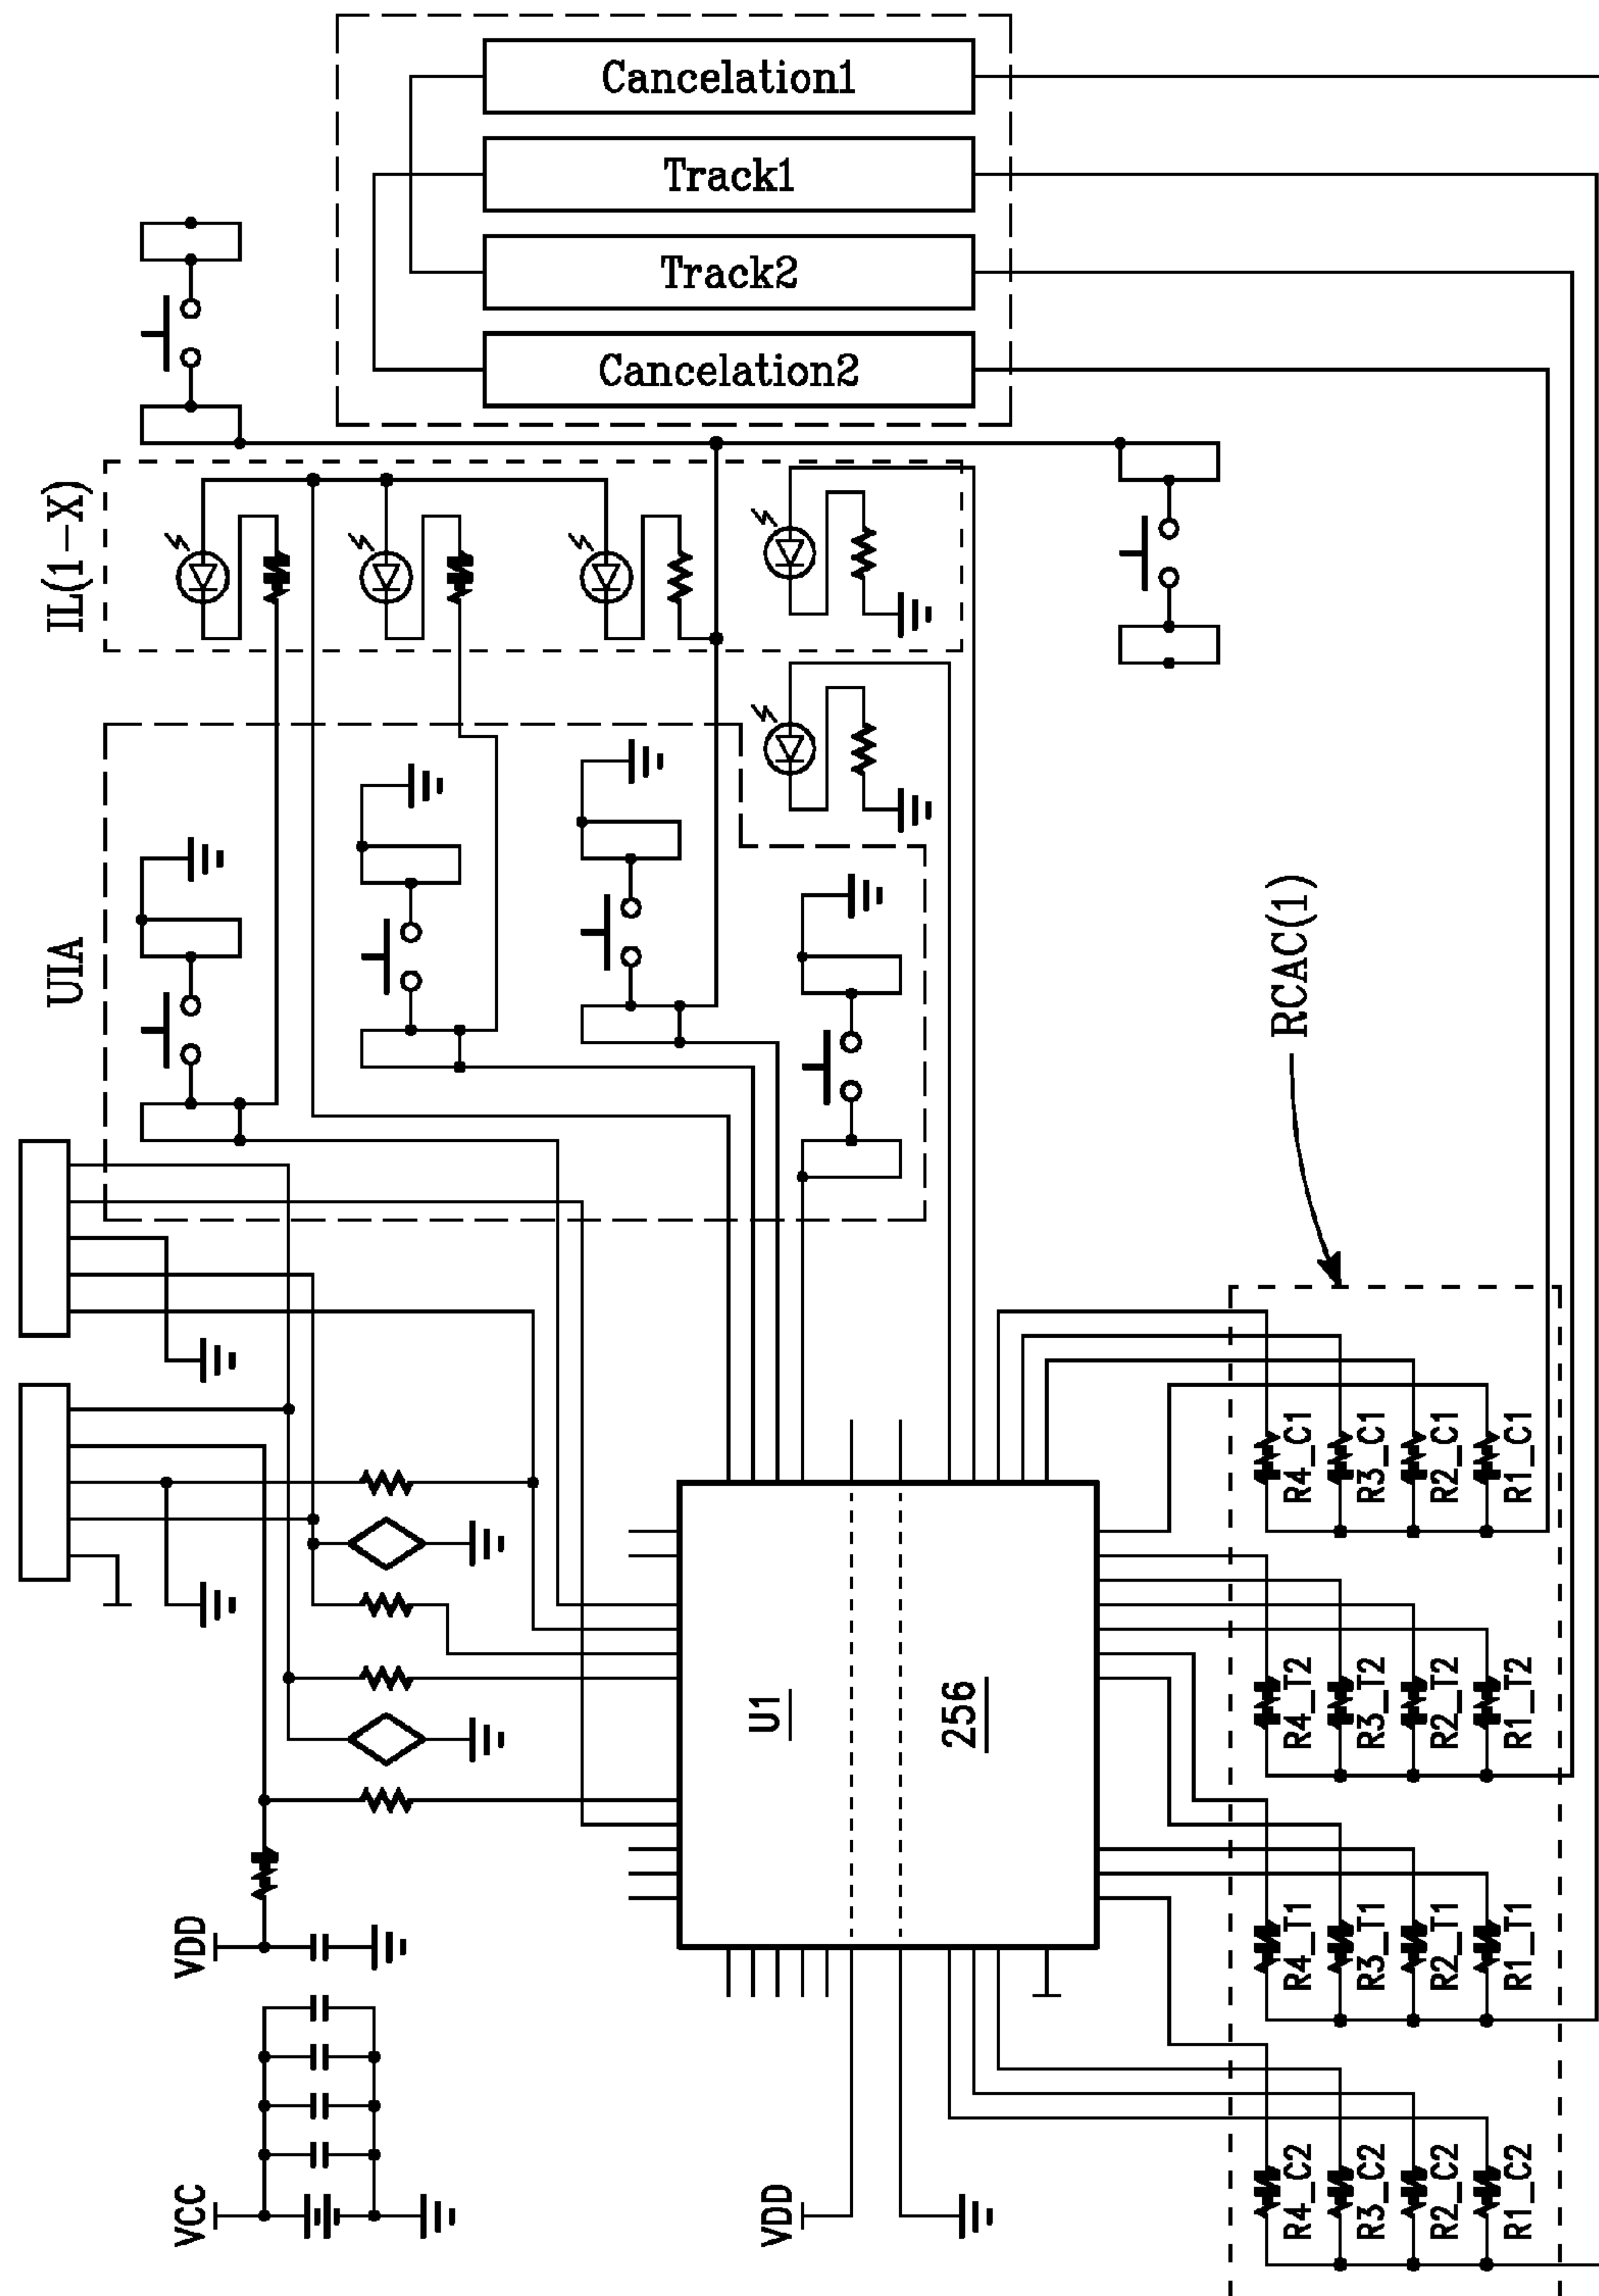 Cancelation1
Track1
Track2
Cancelation2
IL(1-X)
UIA
RCAC(1)
R4_C1
R3_C1
R2_C1
R1_C1
U1
256
R4_T2
R3_T2
R2_T2
R1_T2
VDD
R4_T1
R3_T1
R2_T1
R1_T1
VCC
VDD
R4_C2
R3_C2
R2_C2
R1_C2